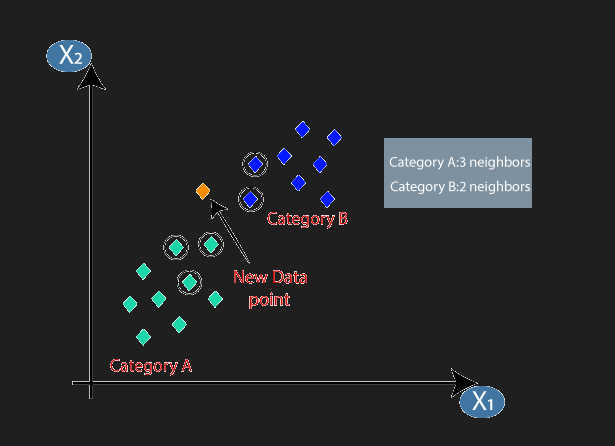 X2
Category A:3 neighbors
Category B:2 neighbors
Category B
New Data
point
Category A
X1